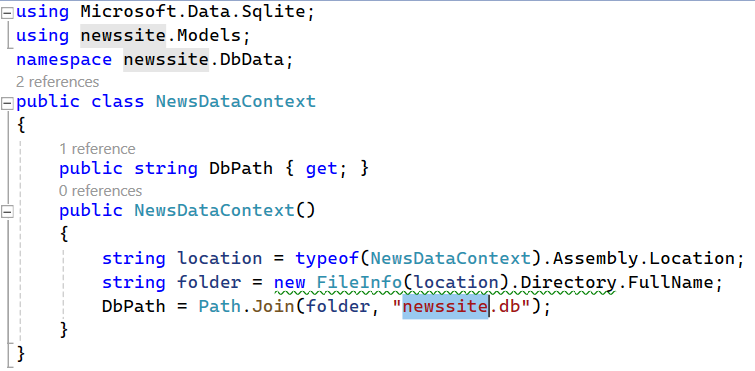 using Microsoft.Data.Sqlite;
using newssite.Models;
namespace newssite.DbData;
2 references
public class NewsDataContext
{
1 reference
public string DbPath { get; }
0 references
public NewsDataContext()
{
string location = typeof(NewsDataContext).Assembly.Location;
string folder = new FileInfo(location).Directory.FullName;
DbPath = Path.Join(folder, "newssite.db");
}
}